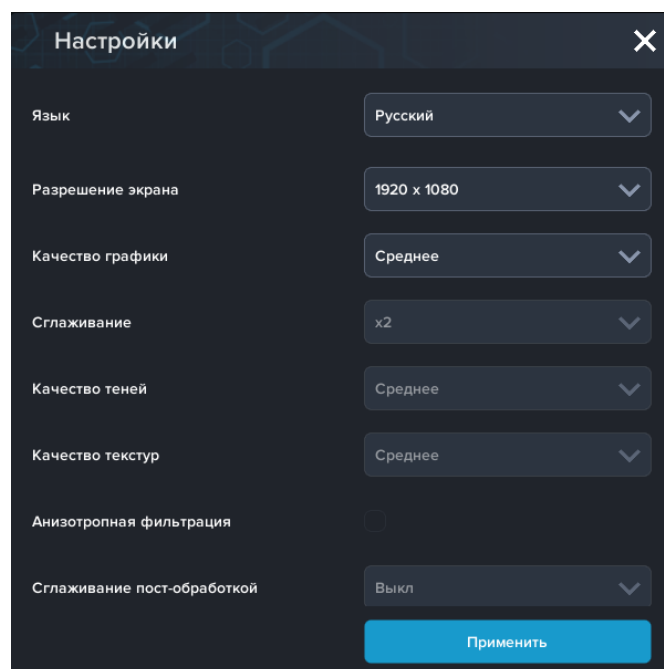 Настройки
Язык
Русский
Разрешение экрана
1920 x 1080
Качество графики
Среднее
Сглаживание
x2
Качество теней
Среднее
Качество текстур
Среднее
Анизотропная фильтрация
Сглаживание пост-обработкой
Выкл
Применить